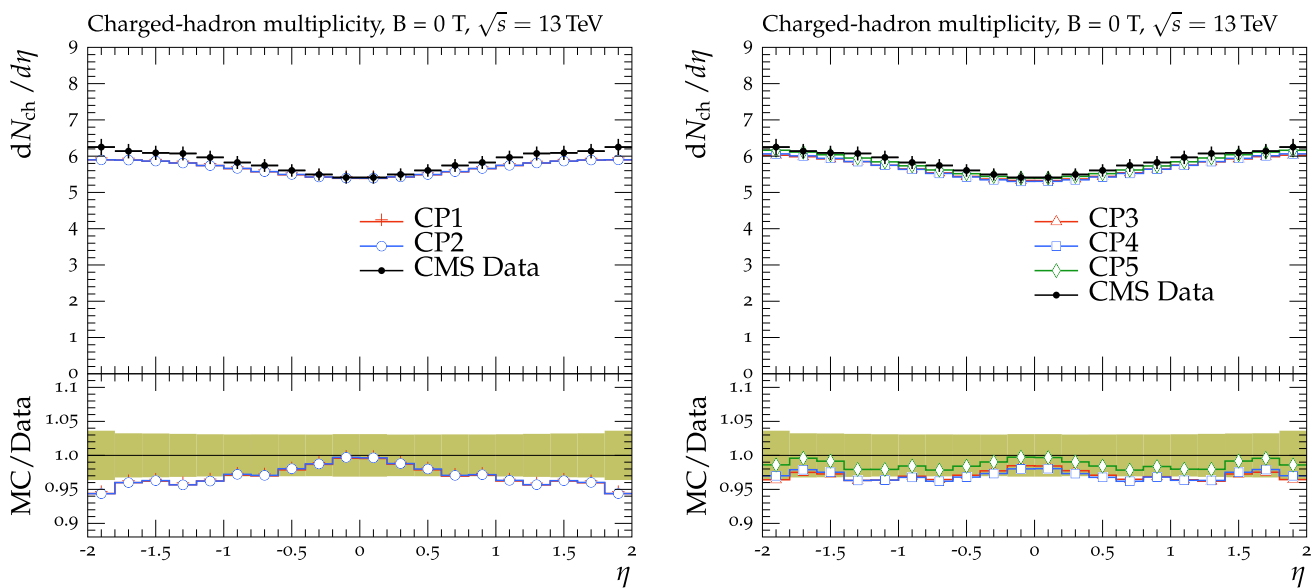 Charged-hadron multiplicity, B = 0 T, √s = 13 TeV
dN_ch /dη
9
8
7
6
5
4
3
2
1
0
CP1
CP2
CMS Data
MC/Data
1.1
1.05
1.0
0.95
0.9
-2 -1.5 -1 -0.5 0 0.5 1 1.5 2
η
Charged-hadron multiplicity, B = 0 T, √s = 13 TeV
dN_ch /dη
9
8
7
6
5
4
3
2
1
0
CP3
CP4
CP5
CMS Data
MC/Data
1.1
1.05
1.0
0.95
0.9
-2 -1.5 -1 -0.5 0 0.5 1 1.5 2
η